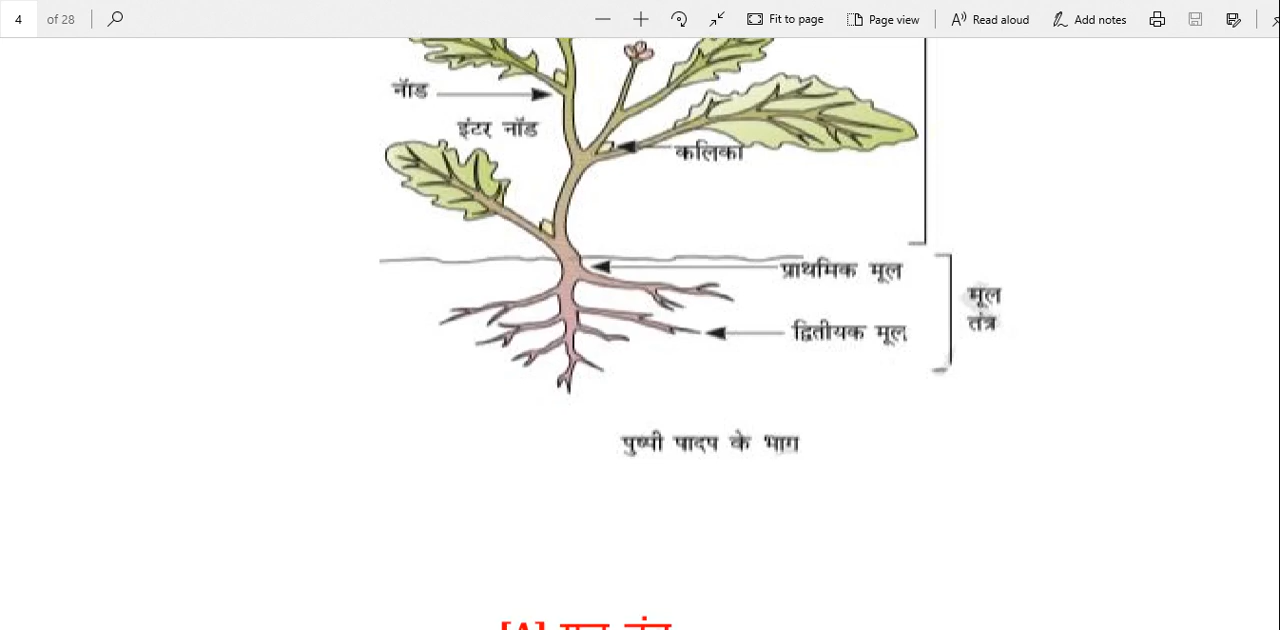 4 of 28 Fit to page Page view Read aloud Add notes
नॉड
इंटर नॉड
कलिका
प्राथमिक मूल
मूल
तंत्र
द्वितीयक मूल
पुष्पी पादप के भाग